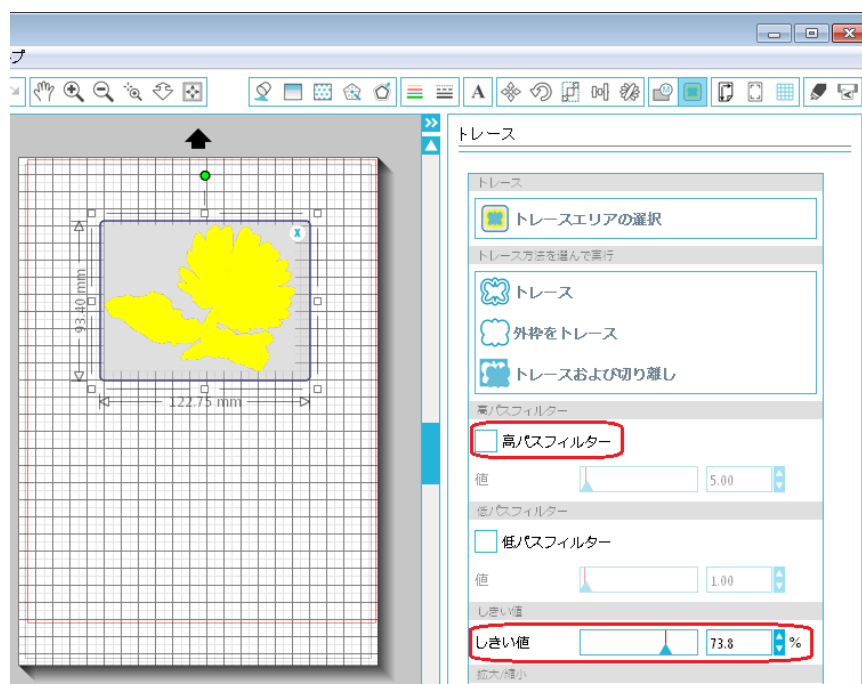 プ
A
M
トレース
トレース
トレースエリアの選択
トレース方法を選んで実行
トレース
外枠をトレース
トレースおよび切り離し
高パスフィルター
高パスフィルター
値 5.00
低パスフィルター
低パスフィルター
値 1.00
しきい値
しきい値 73.8 %
拡大/縮小
X
93.40 mm
122.75 mm